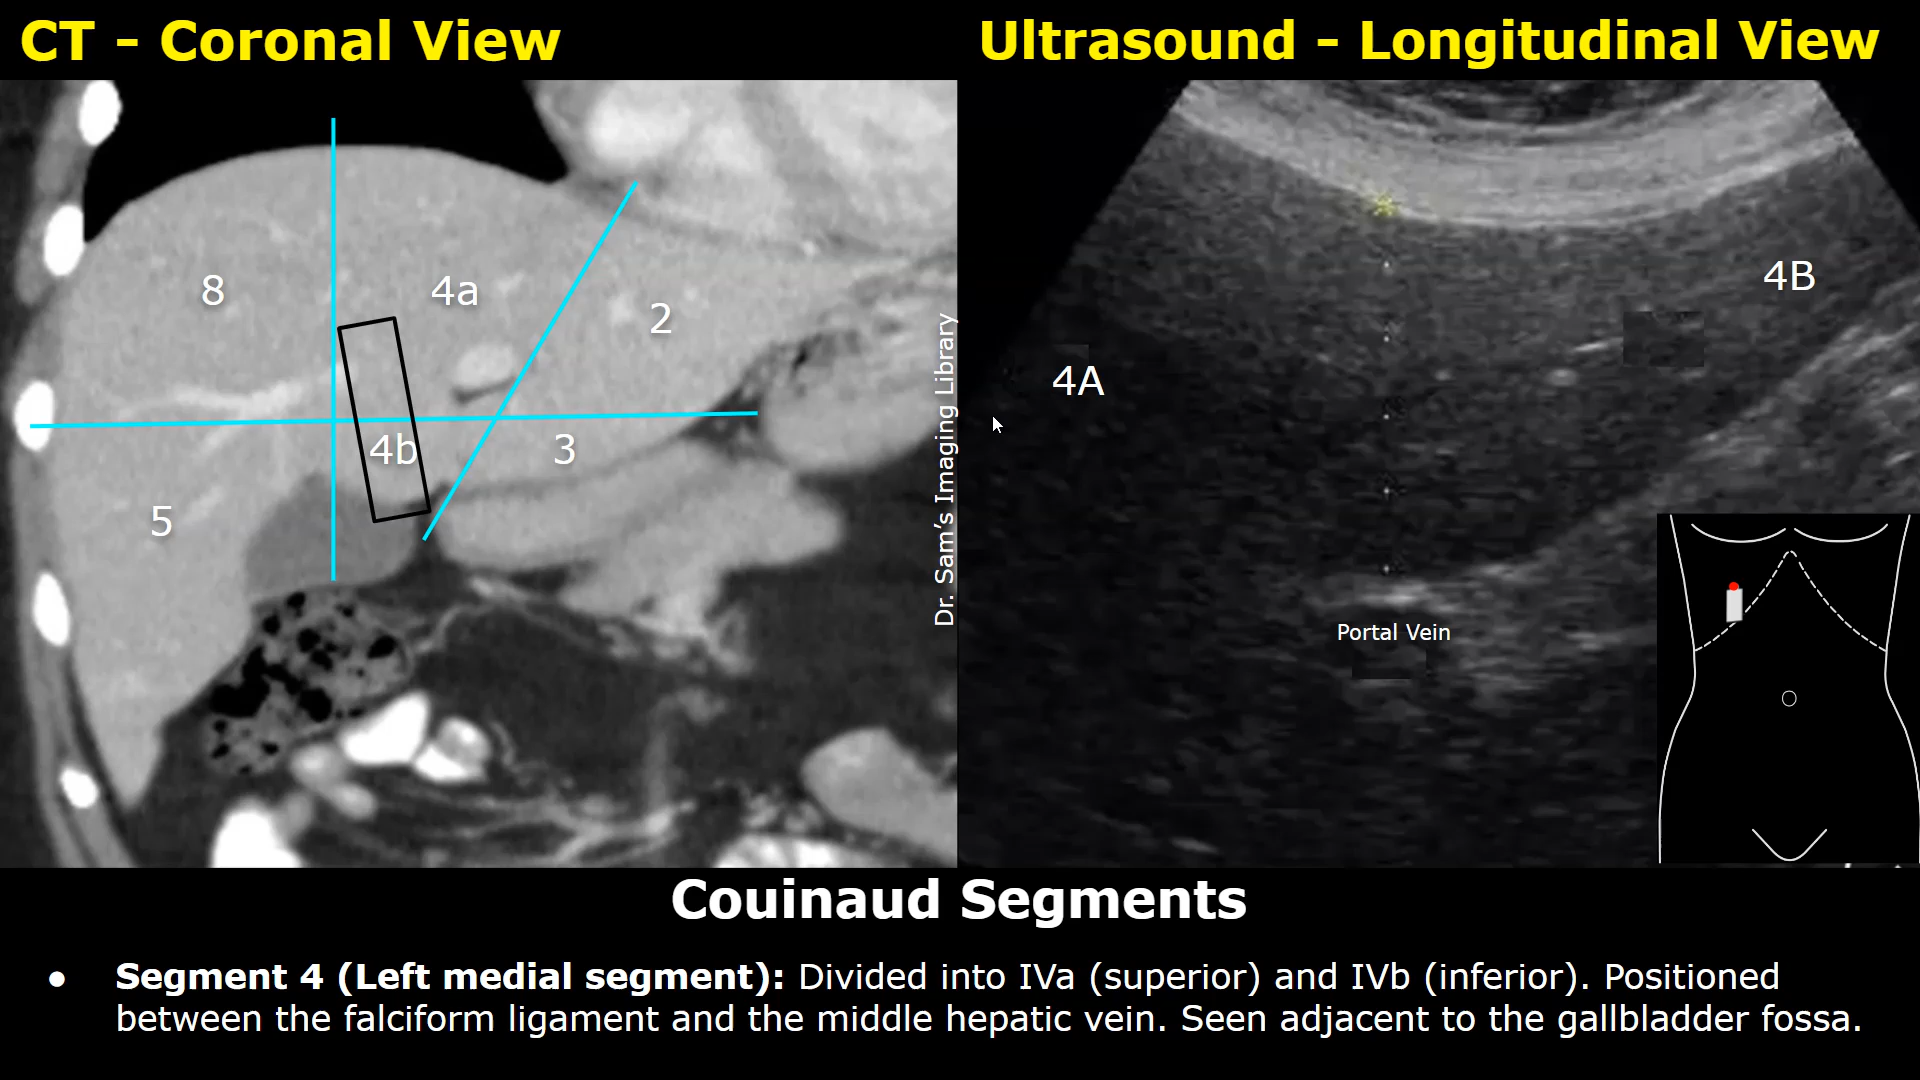 CT – Coronal View
Ultrasound – Longitudinal View
8
4a
2
4b
3
5
Dr. Sam's Imaging Library
4B
4A
Portal Vein
Couinaud Segments
• Segment 4 (Left medial segment): Divided into IVa (superior) and IVb (inferior). Positioned
between the falciform ligament and the middle hepatic vein. Seen adjacent to the gallbladder fossa.